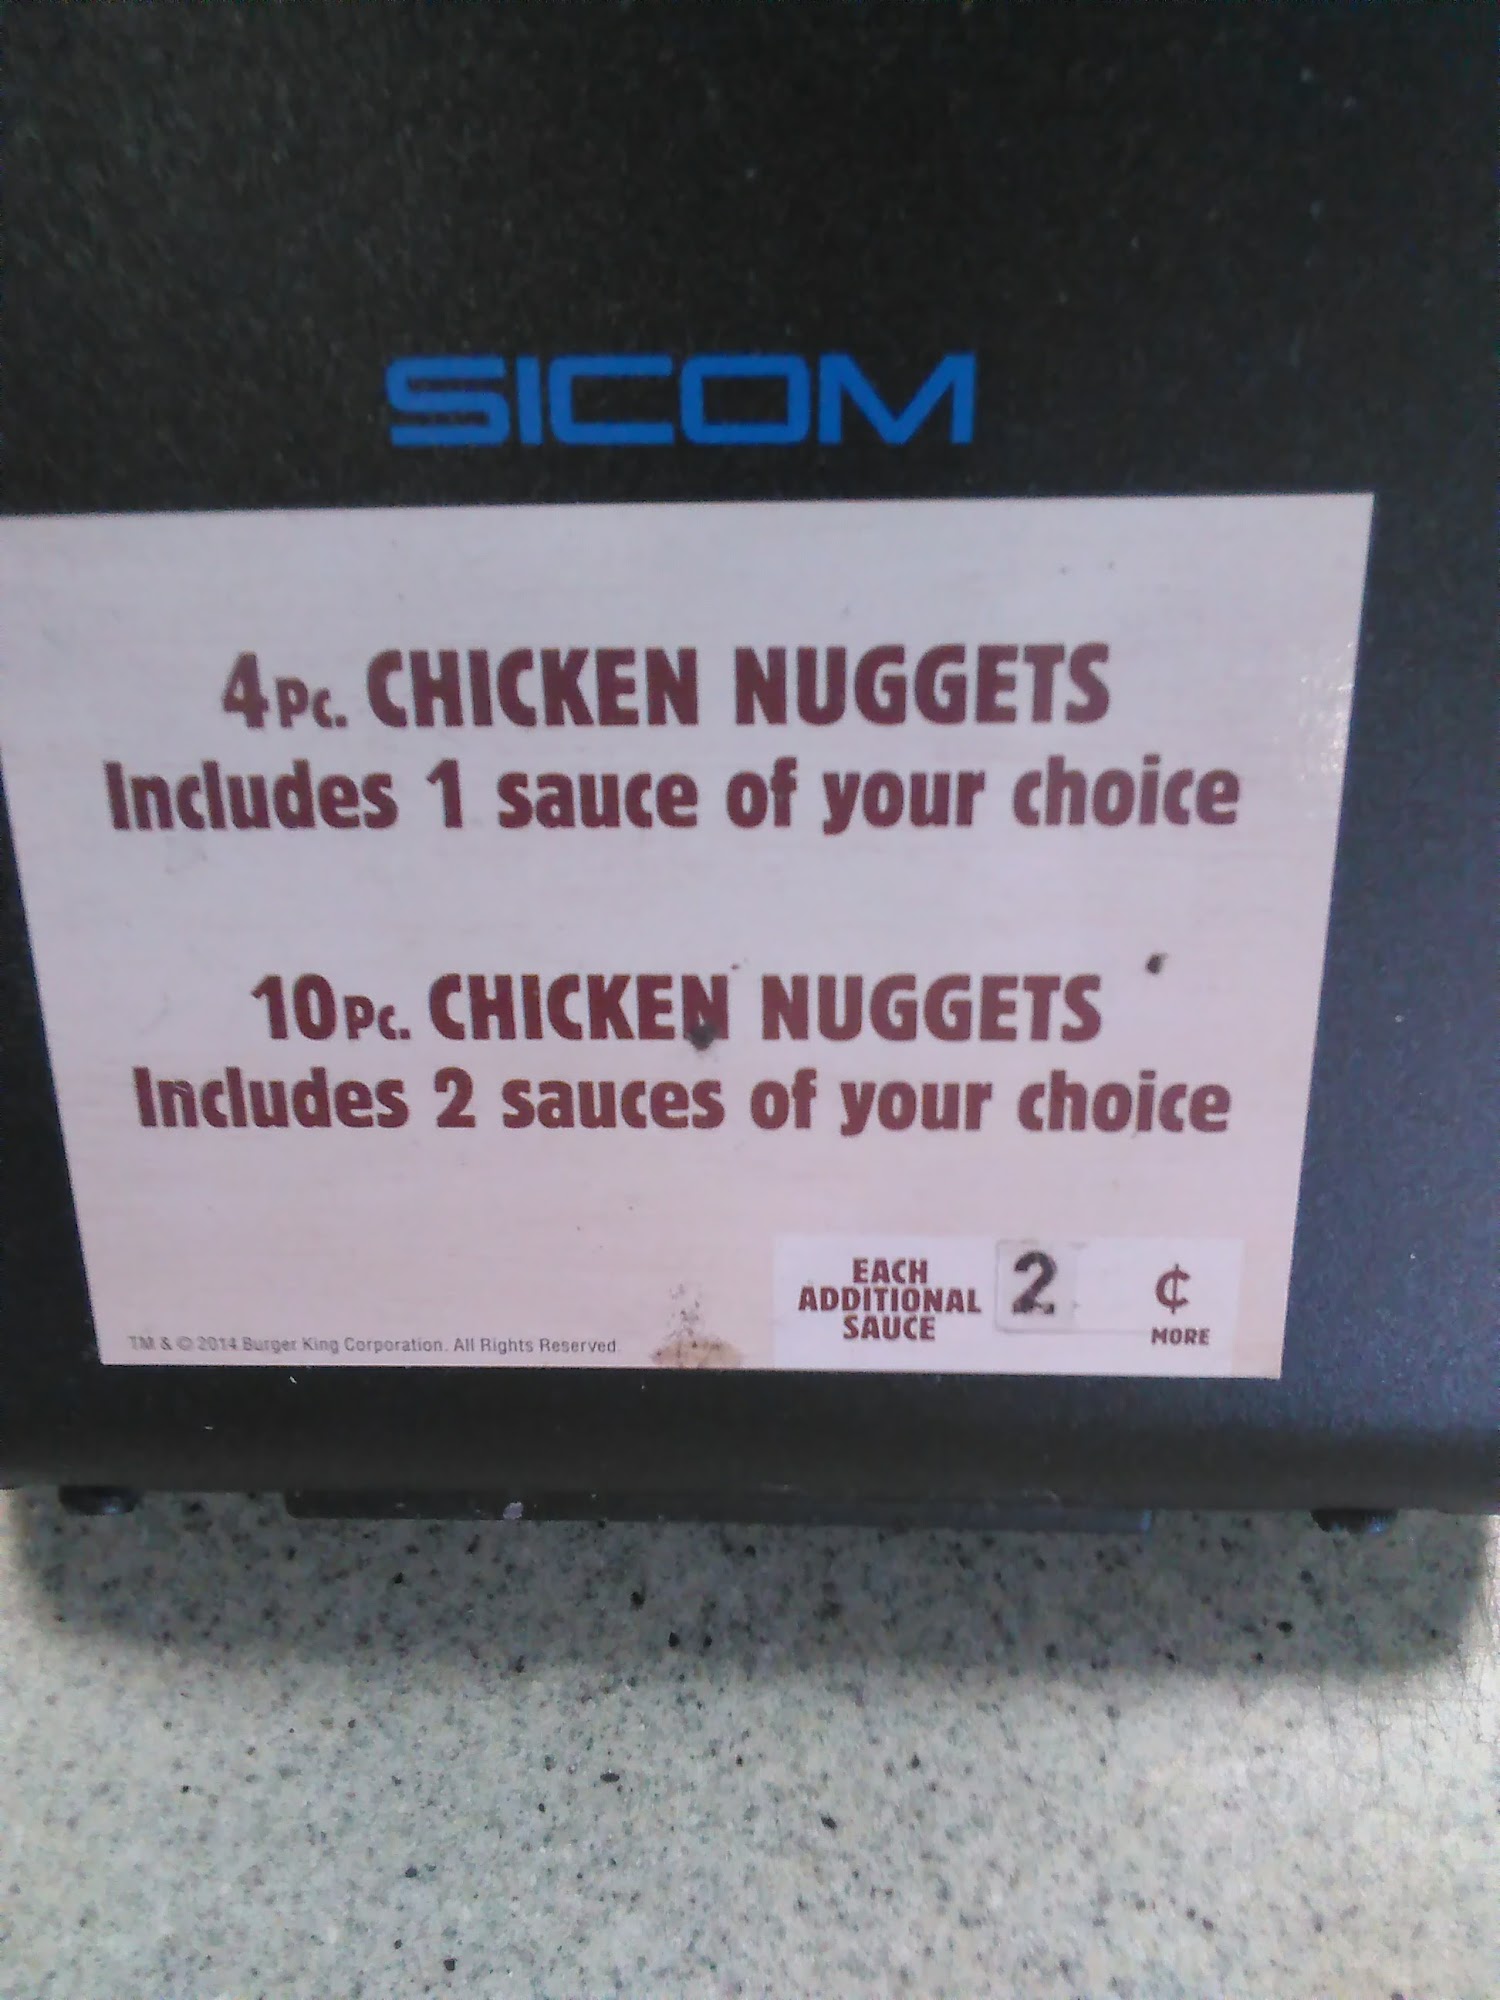 SICOM
4Pc. CHICKEN NUGGETS
Includes 1 sauce of your choice
10Pc. CHICKEN NUGGETS
Includes 2 sauces of your choice
EACH
ADDITIONAL
SAUCE
2 ¢
MORE
TM & © 2014 Burger King Corporation. All Rights Reserved.